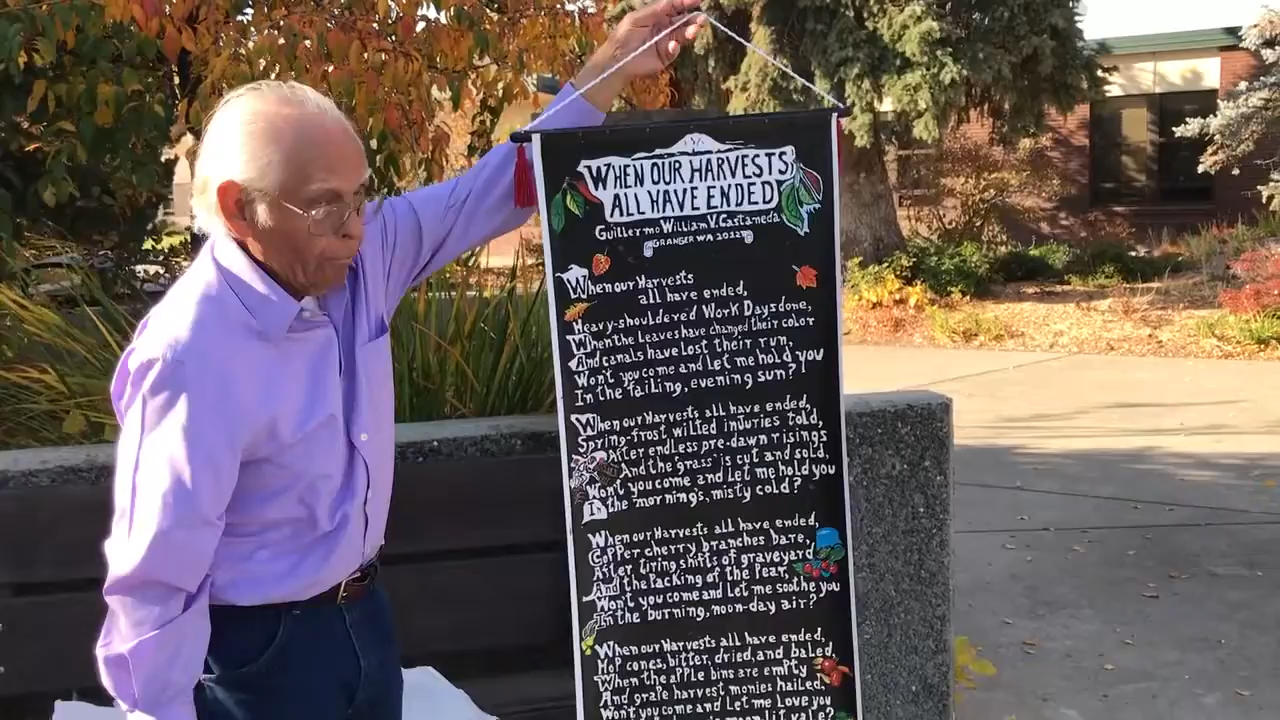 WHEN OUR HARVESTS
ALL HAVE ENDED
Guillermo William V. Castaneda
GRANGER WA 2012
When our Harvests
all have ended,
Heavy-shouldered Work Days done,
When the Leaves have changed their color
And canals have lost their run,
Won't you come and Let me hold you
In the failing, evening sun?
When our Harvests all have ended,
Spring-frost wilted injuries told,
After endless pre-dawn risings
And the "grass" is cut and sold,
Won't you come and Let me hold you
In the morning's, misty cold?
When our Harvests all have ended,
Copper cherry branches bare,
After tiring shifts of graveyard
And the Packing of the Pear,
Won't you come and Let me soothe you
In the burning, noon-day air?
When our Harvests all have ended,
Hop cones, bitter, dried, and baled,
When the apple bins are empty
And grape harvest monies hailed,
Won't you come and Let me Love you
moonlit vale?